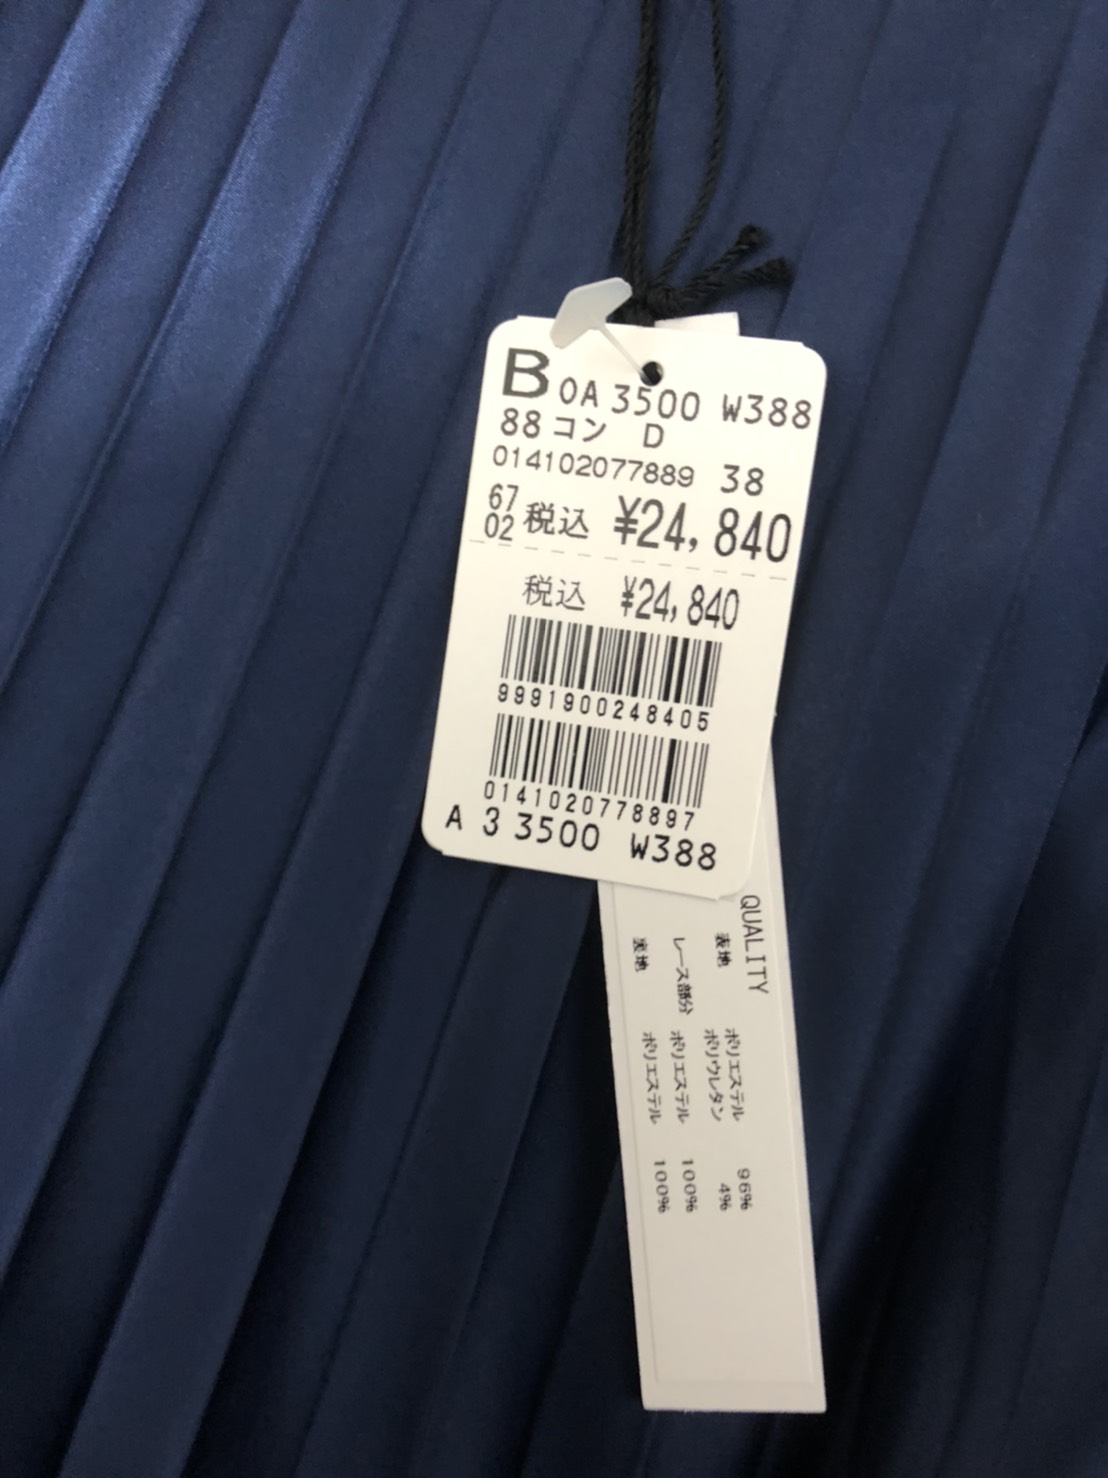 B 0A 3500 W388
88 コン D
014102077889 38
67
02 税込 ¥24,840
税込 ¥24,840
9991900248405
0141020778897
A 3 3500 W388
QUALITY
表地 ポリエステル 96%
ポリウレタン 4%
レース部分 ポリエステル 100%
裏地 ポリエステル 100%